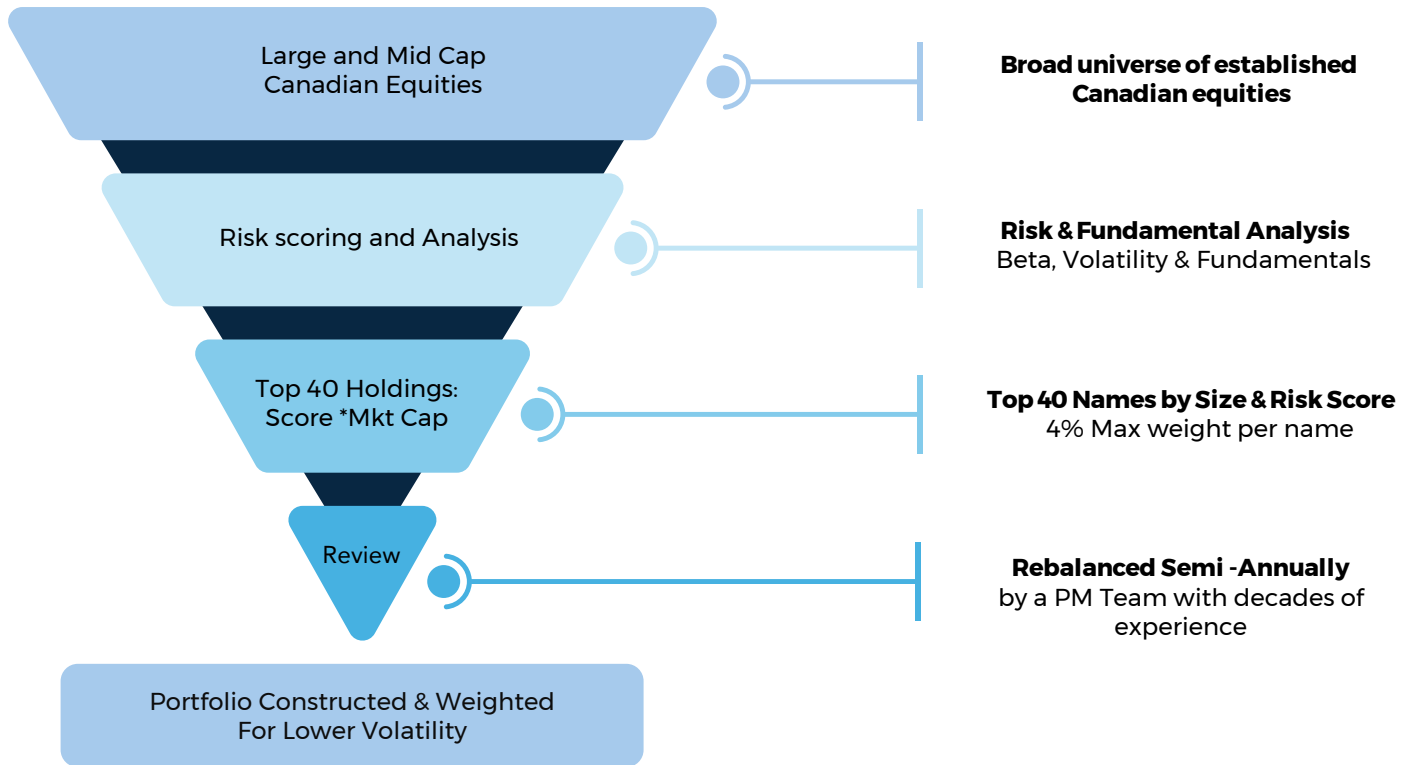 Large and Mid Cap
Canadian Equities
Broad universe of established
Canadian equities
Risk scoring and Analysis
Risk & Fundamental Analysis
Beta, Volatility & Fundamentals
Top 40 Holdings:
Score *Mkt Cap
Top 40 Names by Size & Risk Score
4% Max weight per name
Review
Rebalanced Semi -Annually
by a PM Team with decades of
experience
Portfolio Constructed & Weighted
For Lower Volatility